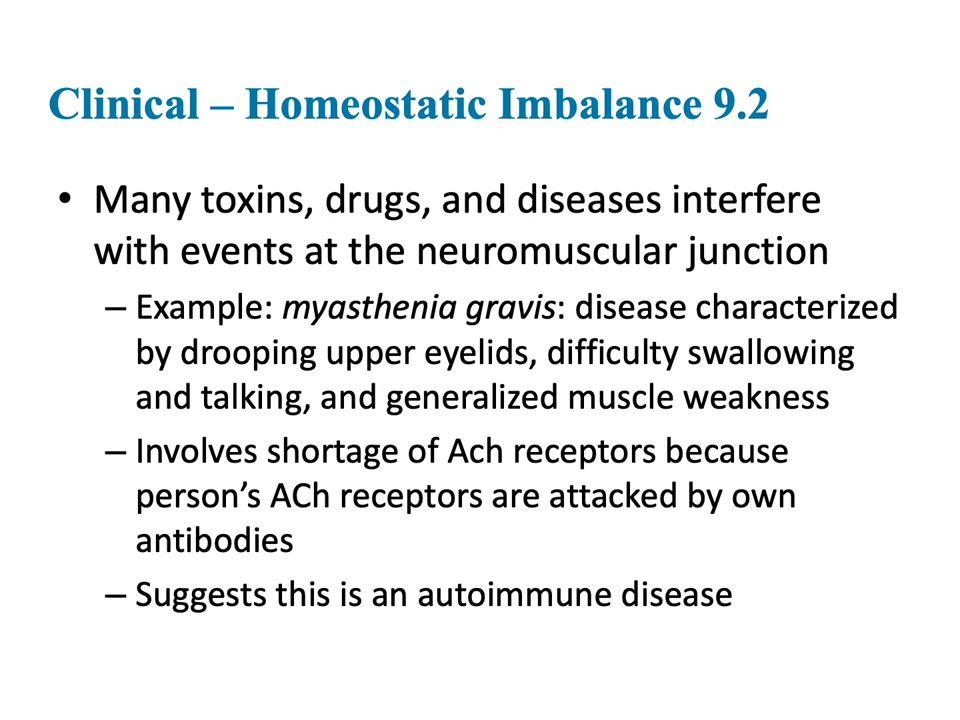 Clinical – Homeostatic Imbalance 9.2
• Many toxins, drugs, and diseases interfere
with events at the neuromuscular junction
– Example: myasthenia gravis: disease characterized
by drooping upper eyelids, difficulty swallowing
and talking, and generalized muscle weakness
– Involves shortage of Ach receptors because
person’s ACh receptors are attacked by own
antibodies
– Suggests this is an autoimmune disease